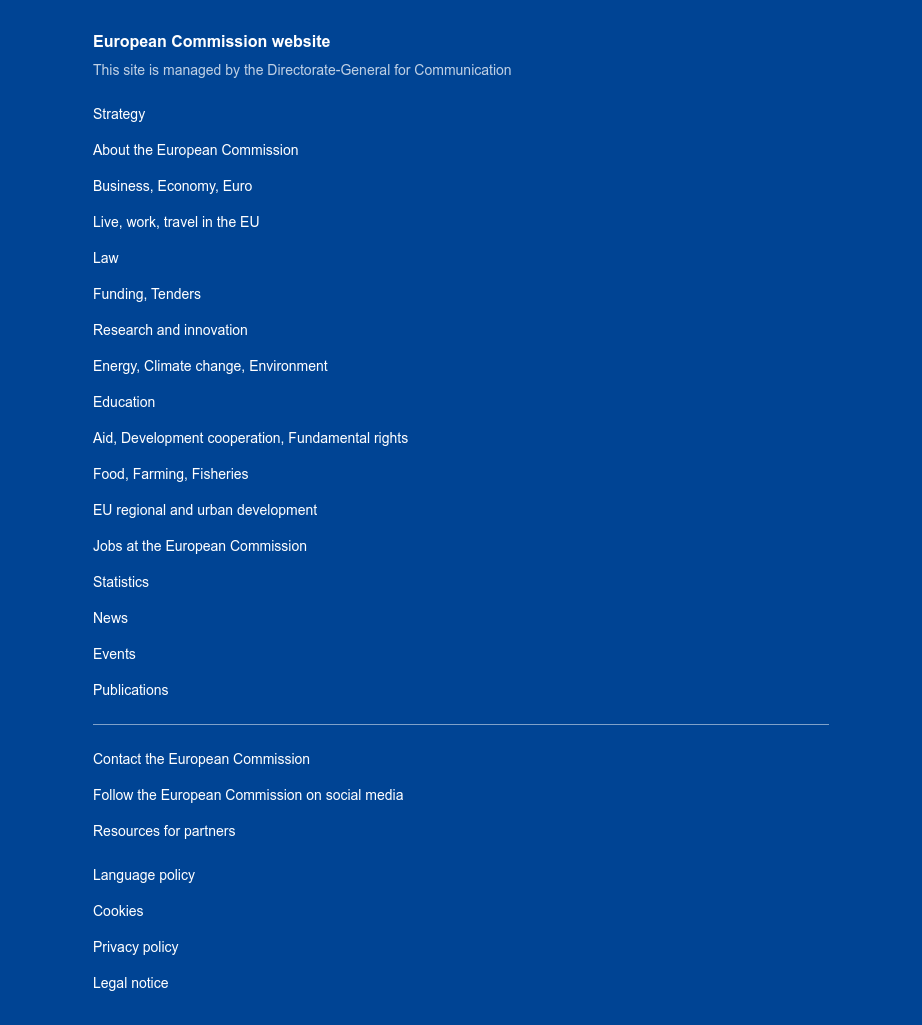 European Commission website
This site is managed by the Directorate-General for Communication
Strategy
About the European Commission
Business, Economy, Euro
Live, work, travel in the EU
Law
Funding, Tenders
Research and innovation
Energy, Climate change, Environment
Education
Aid, Development cooperation, Fundamental rights
Food, Farming, Fisheries
EU regional and urban development
Jobs at the European Commission
Statistics
News
Events
Publications
Contact the European Commission
Follow the European Commission on social media
Resources for partners
Language policy
Cookies
Privacy policy
Legal notice